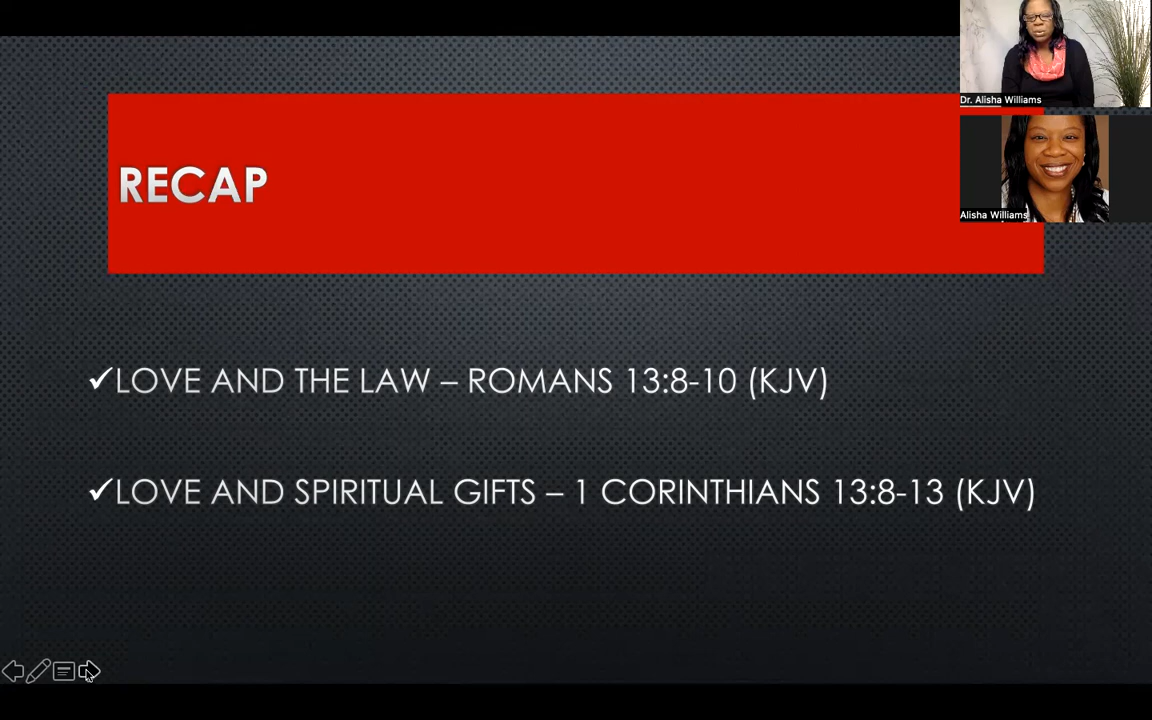 Dr. Alisha Williams
RECAP
Alisha Williams
✓LOVE AND THE LAW – ROMANS 13:8-10 (KJV)
✓LOVE AND SPIRITUAL GIFTS – 1 CORINTHIANS 13:8-13 (KJV)